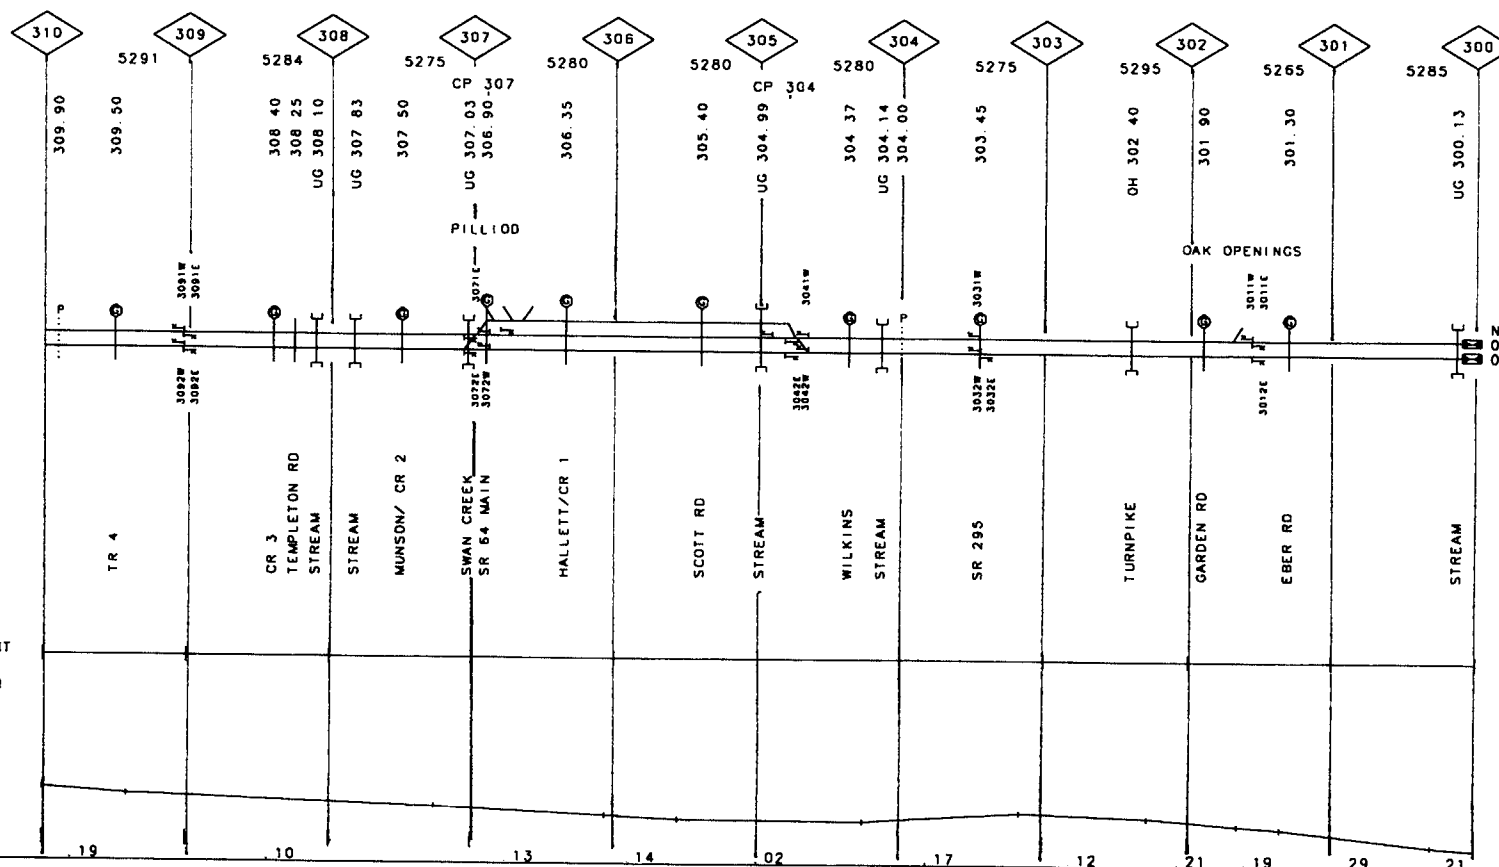 310 309 308 307 306 305 304 303 302 301 300
5291 5284 5275 5280 5280 5280 5275 5295 5265 5285
CP 307 CP 304
309.90
309.50
308 40
308 25
UG 308 10
UG 307 83
307 50
UG 307.03
306.90
306.35
305.40
UG 304.99
304 37
UG 304.14
304.00
303.45
OH 302 40
301 90
301.30
UG 300.13
PILLIOD
OAK OPENINGS
3091W
3091E
3071E
3041W
3031W
3011W
3011E
P
G
G
G
G
G
G
G
P
G
G
G
N
O
O
3092W
3092E
3072E
3072W
3042E
3042W
3032W
3032E
3012E
TR 4
CR 3
TEMPLETON RD
STREAM
STREAM
MUNSON/ CR 2
SWAN CREEK
SR 64 MAIN
HALLETT/CR 1
SCOTT RD
STREAM
WILKINS
STREAM
SR 295
TURNPIKE
GARDEN RD
EBER RD
STREAM
.19 .10 .13 .14 .02 .17 .12 .21 .19 .29 .21